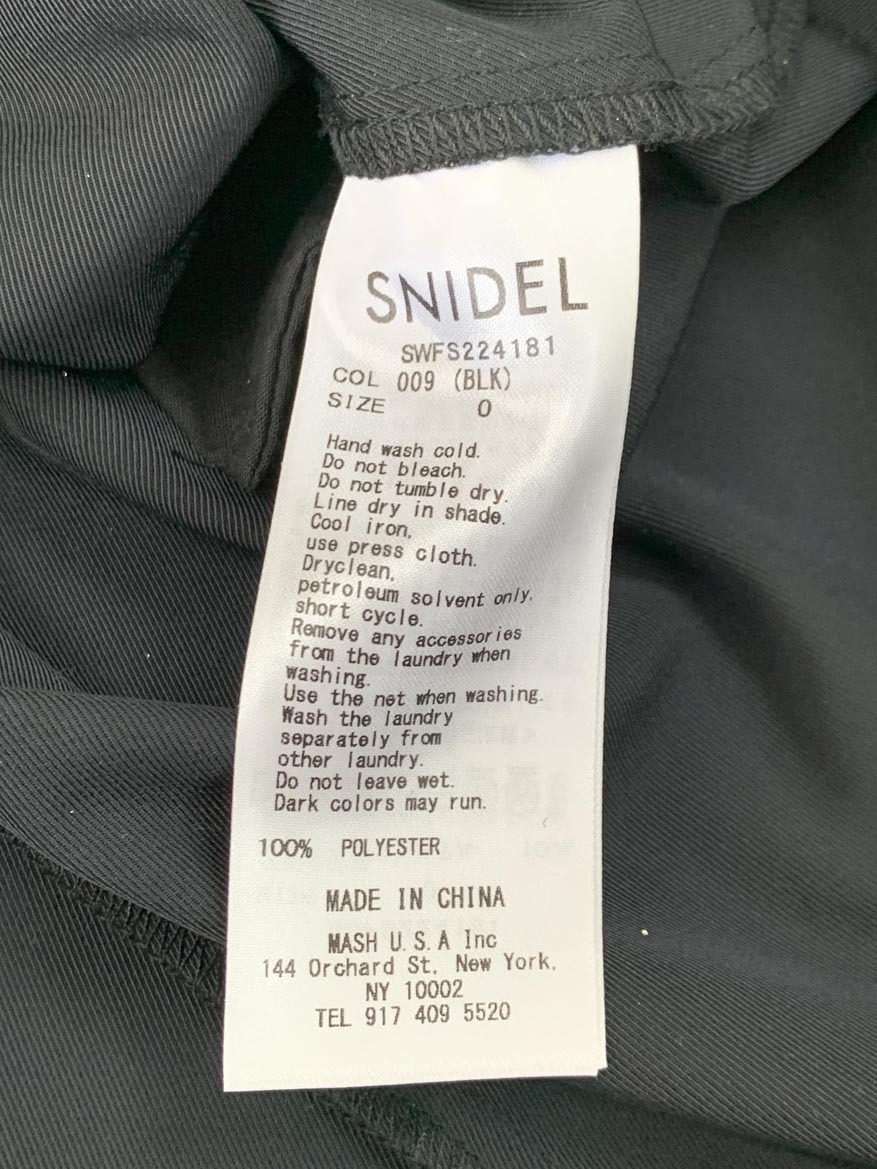 SNIDEL
SWFS224181
COL 009 (BLK)
SIZE 0
Hand wash cold.
Do not bleach.
Do not tumble dry.
Line dry in shade.
Cool iron,
use press cloth.
Dryclean,
petroleum solvent only.
short cycle.
Remove any accessories
from the laundry when
washing.
Use the net when washing.
Wash the laundry
separately from
other laundry.
Do not leave wet.
Dark colors may run.
100% POLYESTER
MADE IN CHINA
MASH U.S.A Inc
144 Orchard St. New York.
NY 10002
TEL 917 409 5520